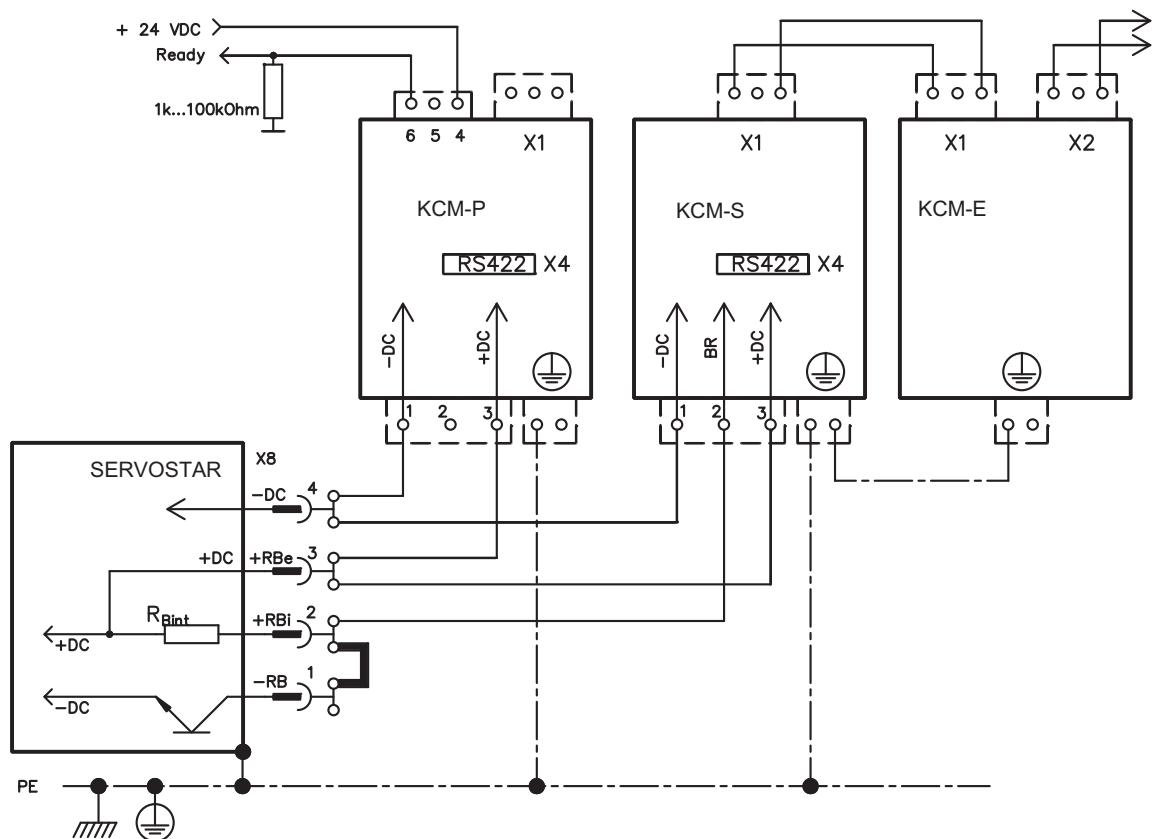 + 24 VDC
Ready
1k...100kOhm
6 5 4
X1
X1
X1
X2
KCM-P
KCM-S
KCM-E
RS422 X4
RS422 X4
-DC
+DC
-DC
BR
+DC
1 2 3
1 2 3
SERVOSTAR
X8
-DC 4
+DC +RBe 3
RBint
+RBi 2
+DC
-RB 1
-DC
PE